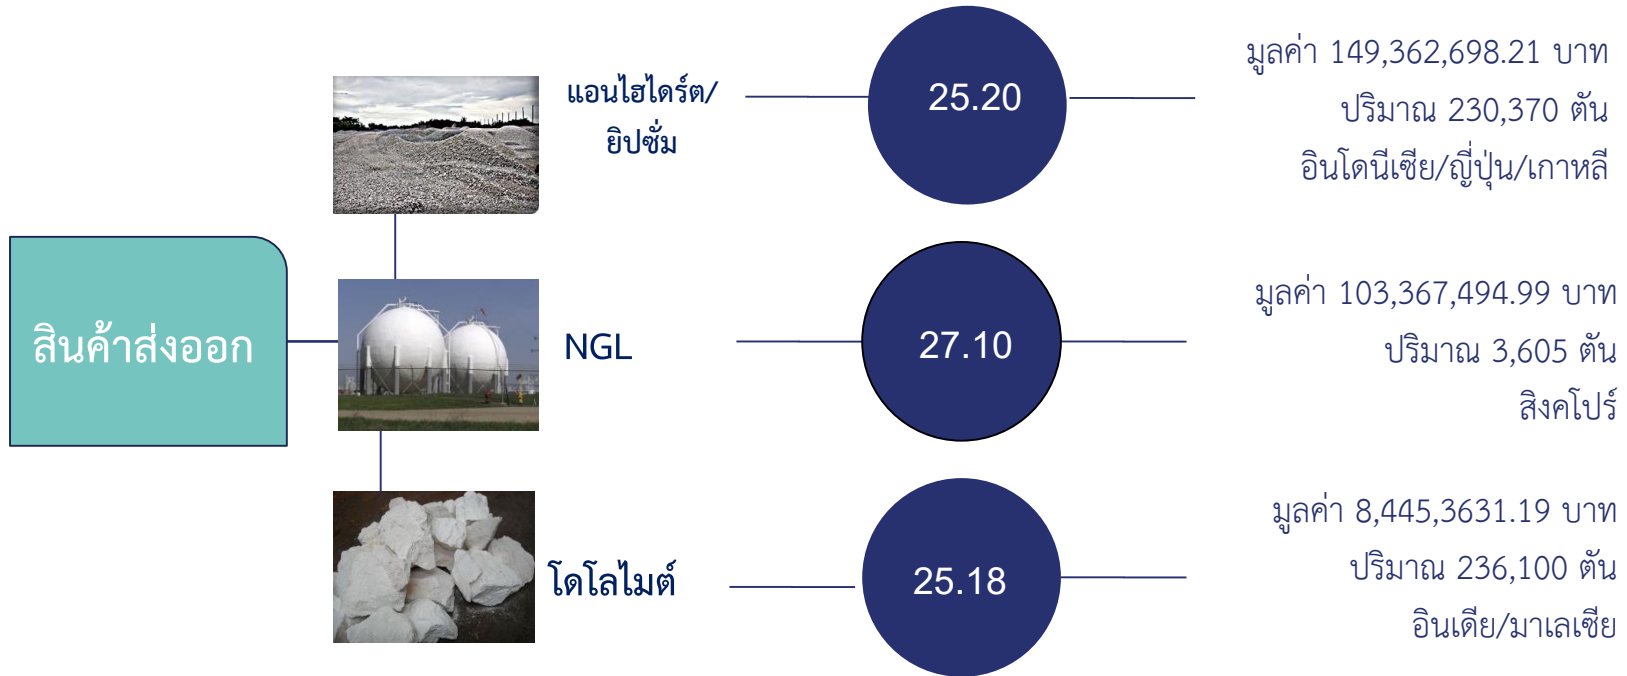 สินค้าส่งออก
แอนไฮไดร์ต/
ยิปซั่ม
25.20
มูลค่า 149,362,698.21 บาท
ปริมาณ 230,370 ตัน
อินโดนีเซีย/ญี่ปุ่น/เกาหลี
NGL
27.10
มูลค่า 103,367,494.99 บาท
ปริมาณ 3,605 ตัน
สิงคโปร์
โดโลไมต์
25.18
มูลค่า 8,445,3631.19 บาท
ปริมาณ 236,100 ตัน
อินเดีย/มาเลเซีย